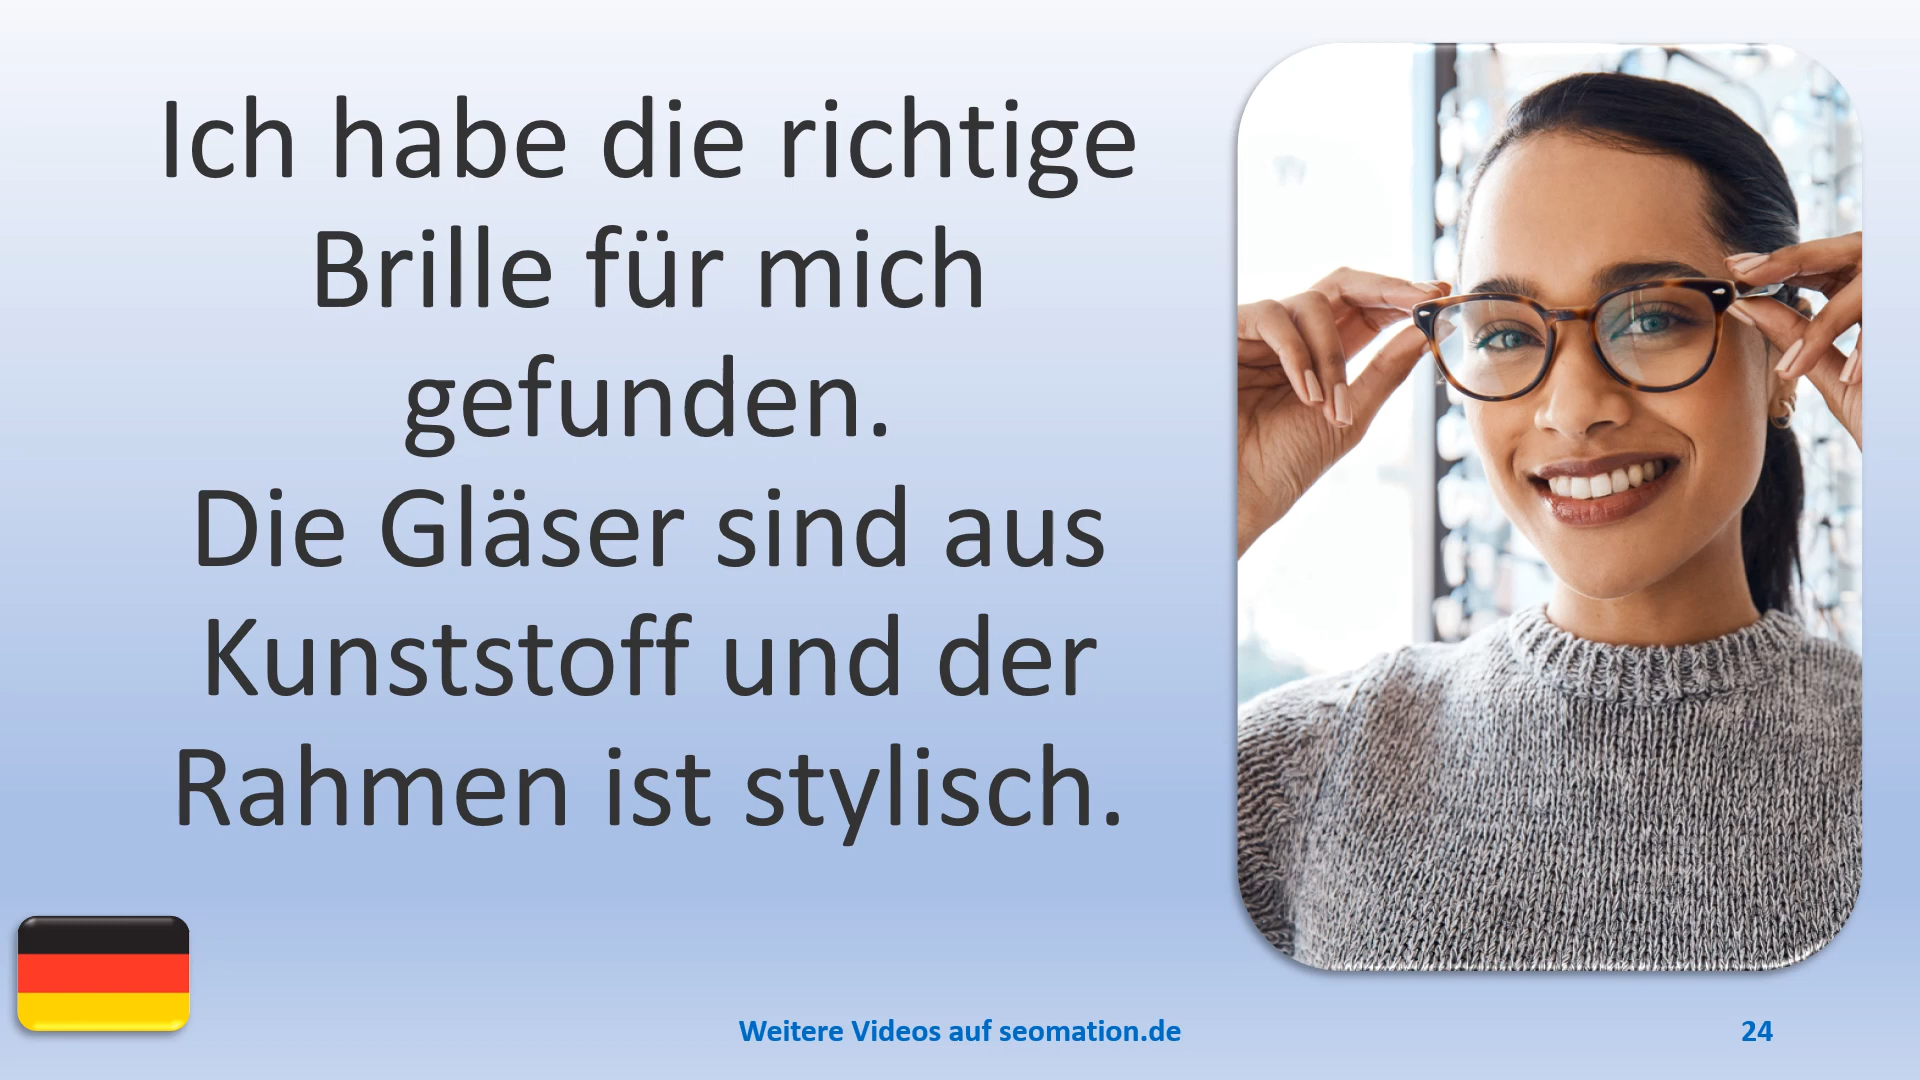 Ich habe die richtige
Brille für mich
gefunden.
Die Gläser sind aus
Kunststoff und der
Rahmen ist stylisch.
Weitere Videos auf seomation.de
24